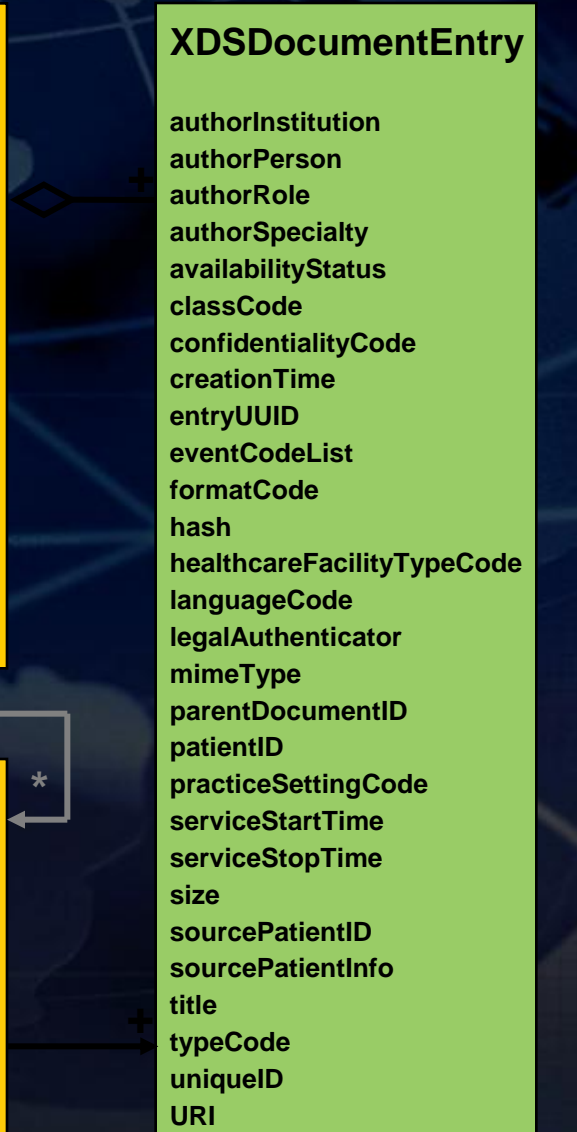 XDSDocumentEntry
authorInstitution
authorPerson
+
authorRole
authorSpecialty
availabilityStatus
classCode
confidentialityCode
creationTime
entryUUID
eventCodeList
formatCode
hash
healthcareFacilityTypeCode
languageCode
legalAuthenticator
mimeType
parentDocumentID
patientID
*
practiceSettingCode
serviceStartTime
serviceStopTime
size
sourcePatientID
sourcePatientInfo
title
+
typeCode
uniqueID
URI